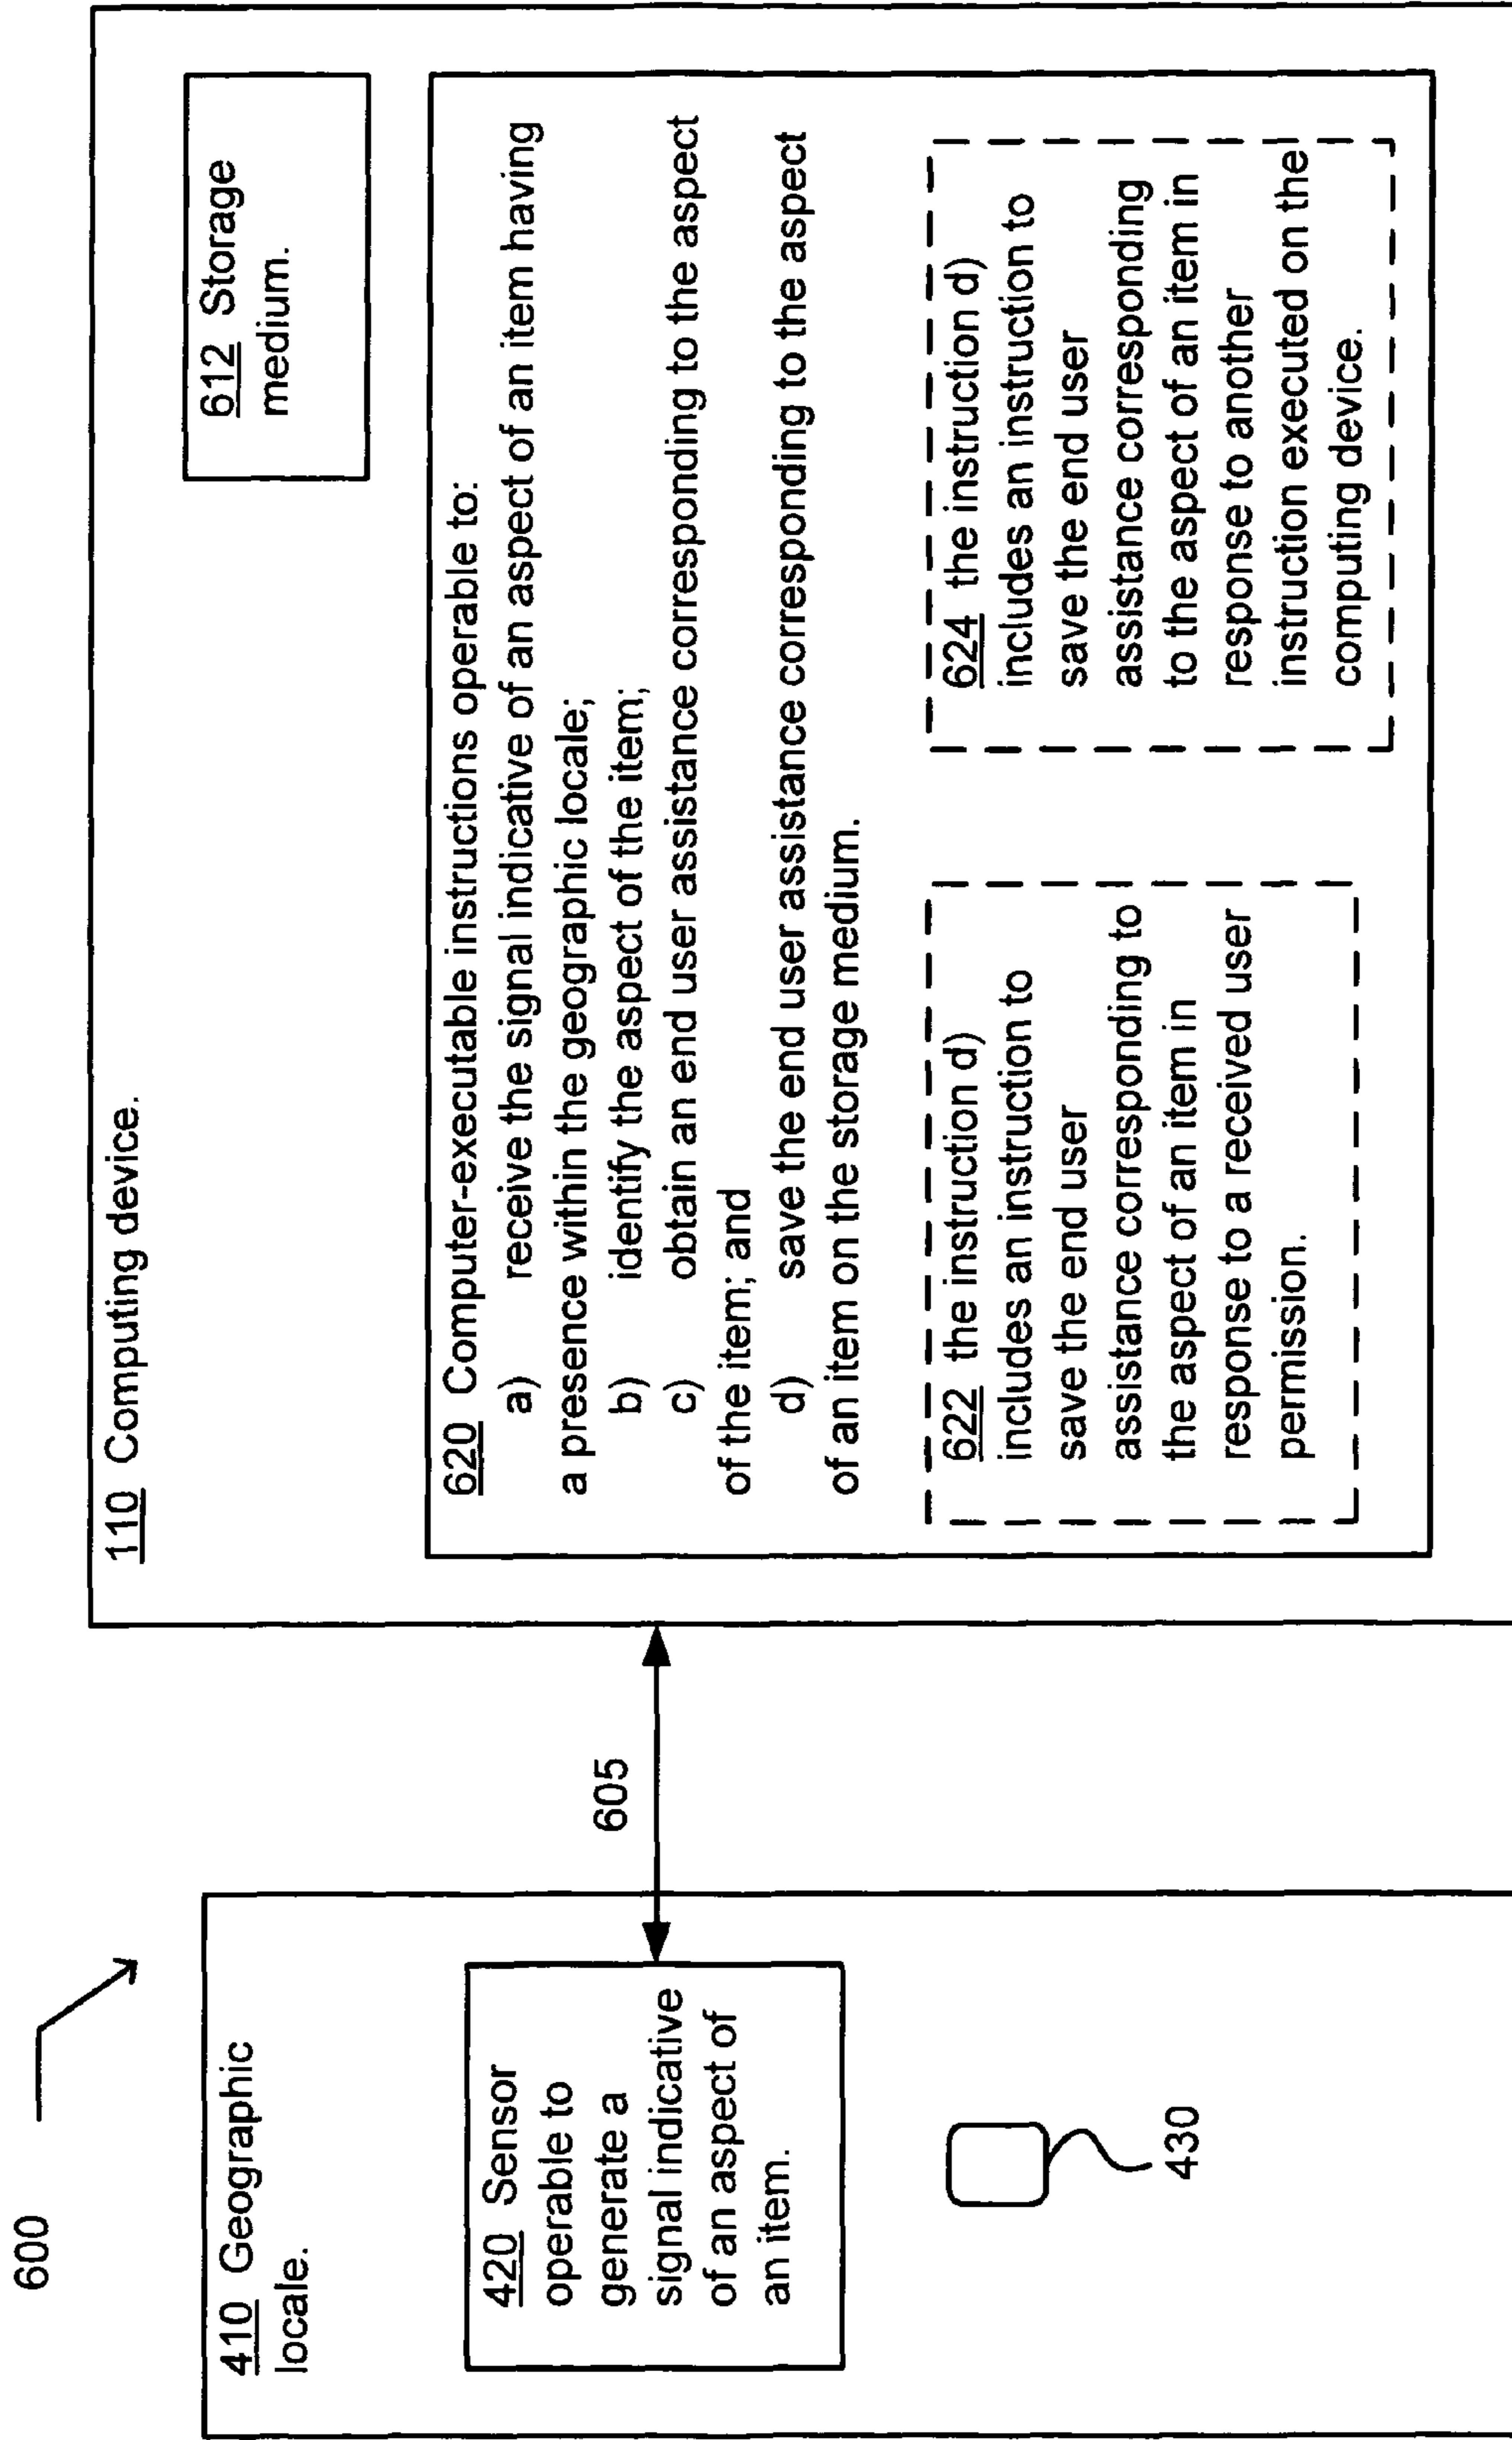 600
410 Geographic
locale.
420 Sensor
operable to
generate a
signal indicative
of an aspect of
an item.
430
605
110 Computing device.
612 Storage
medium.
620 Computer-executable instructions operable to:
a) receive the signal indicative of an aspect of an item having
a presence within the geographic locale;
b) identify the aspect of the item;
c) obtain an end user assistance corresponding to the aspect
of the item; and
d) save the end user assistance corresponding to the aspect
of an item on the storage medium.
622 the instruction d)
includes an instruction to
save the end user
assistance corresponding to
the aspect of an item in
response to a received user
permission.
624 the instruction d)
includes an instruction to
save the end user
assistance corresponding
to the aspect of an item in
response to another
instruction executed on the
computing device.